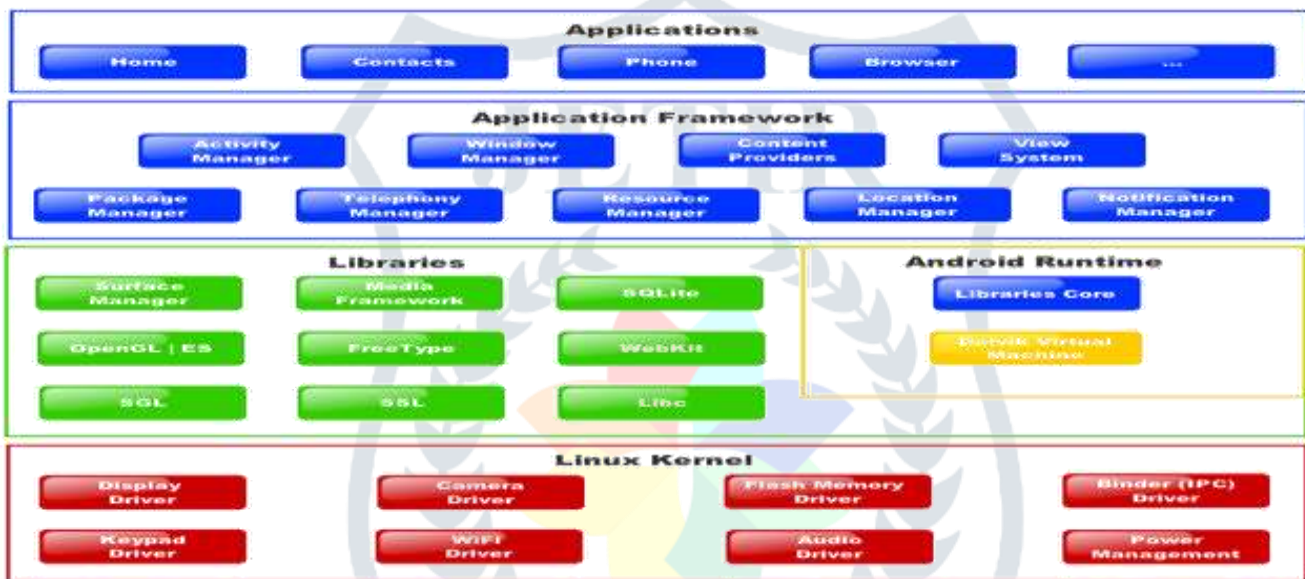 Applications
Home
Contacts
Phone
Browser
...
Application Framework
Activity
Manager
Window
Manager
Content
Providers
View
System
Package
Manager
Telephony
Manager
Resource
Manager
Location
Manager
Notification
Manager
Libraries
Android Runtime
Surface
Manager
Media
Framework
SQLite
Libraries Core
OpenGL | ES
FreeType
WebKit
Dalvik Virtual
Machine
SGL
SSL
Libc
Linux Kernel
Display
Driver
Camera
Driver
Flash Memory
Driver
Binder (IPC)
Driver
Keypad
Driver
WiFi
Driver
Audio
Driver
Power
Management
JETIR